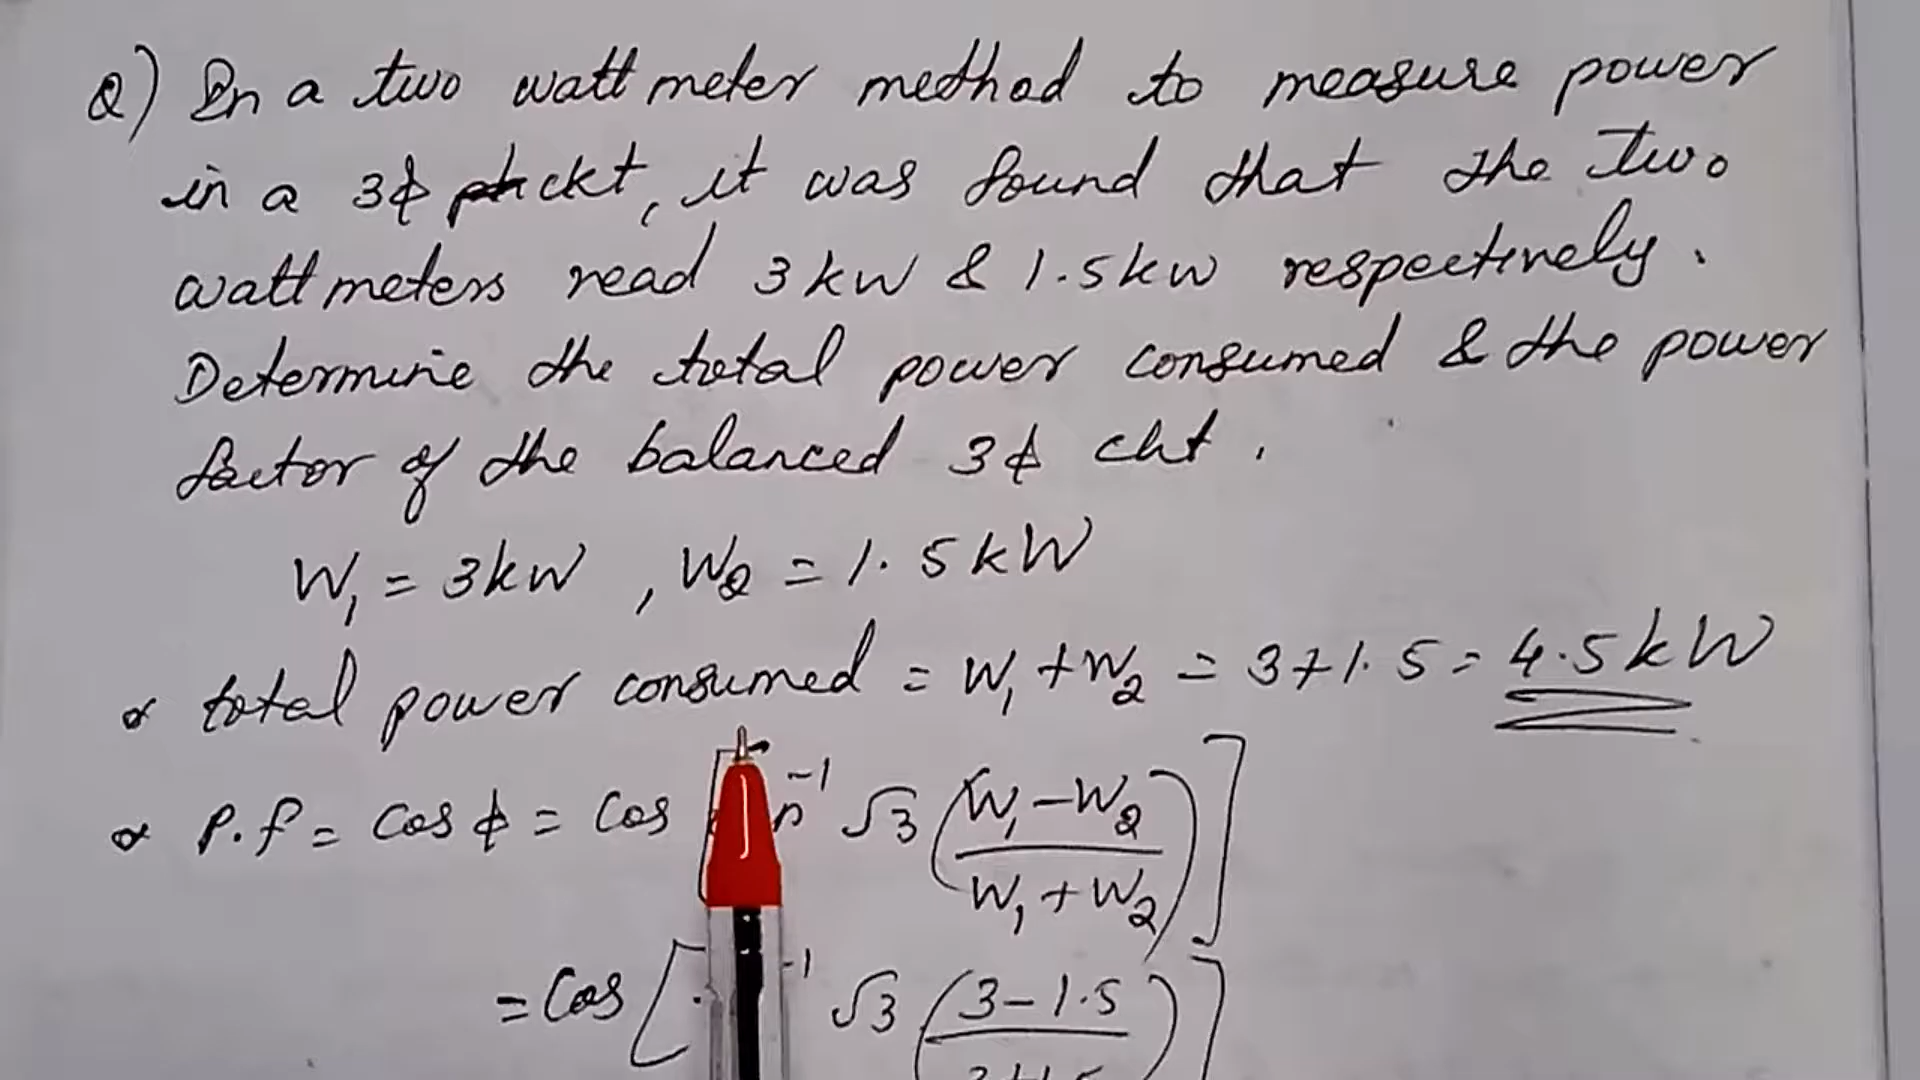 Q) In a two wattmeter method to measure power
in a 3ϕ ckt, it was found that the two
wattmeters read 3kW & 1.5kW respectively.
Determine the total power consumed & the power
factor of the balanced 3ϕ ckt.
W₁ = 3kW , W₂ = 1.5kW
total power consumed = W₁ + W₂ = 3+1.5 = 4.5kW
P.f = Cos ϕ = Cos [ ⁻¹ √3 (W₁ - W₂ / W₁ + W₂)]
= Cos [ ⁻¹ √3 (3 - 1.5 / )]